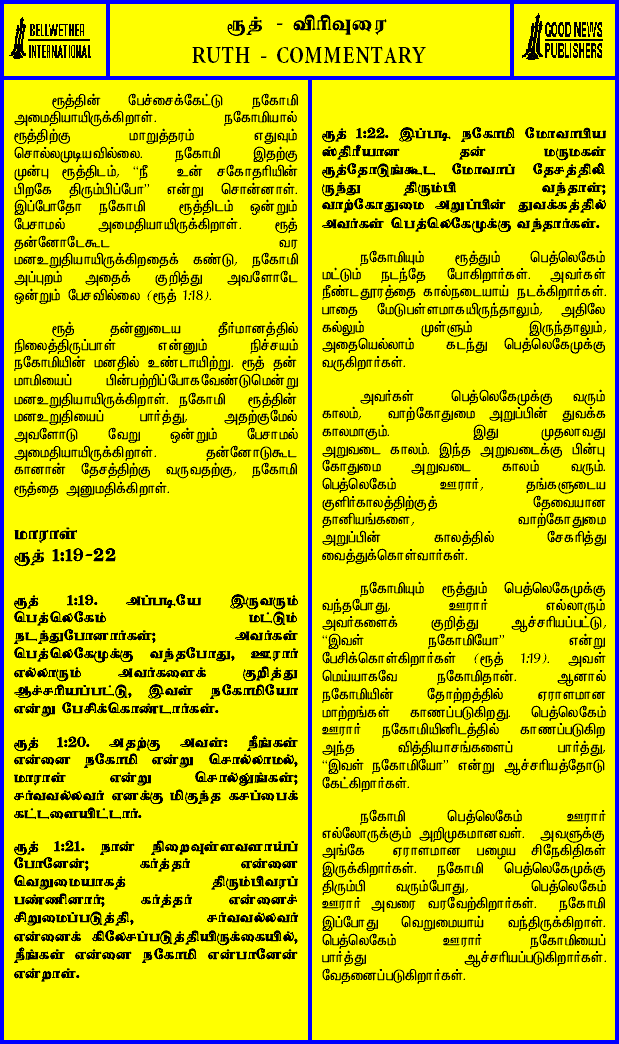 BELLWETHER
INTERNATIONAL
ரூத் - விரிவுரை
RUTH - COMMENTARY
GOOD NEWS
PUBLISHERS
ரூத்தின் பேச்சைக்கேட்டு நகோமி
அமைதியாயிருக்கிறாள். நகோமியால்
ரூத்திற்கு மாறுத்தரம் எதுவும்
சொல்லமுடியவில்லை. நகோமி இதற்கு
முன்பு ரூத்திடம், “நீ உன் சகோதரியின்
பிறகே திரும்பிப்போ” என்று சொன்னாள்.
இப்போதோ நகோமி ரூத்திடம் ஒன்றும்
பேசாமல் அமைதியாயிருக்கிறாள். ரூத்
தன்னோடேகூட வர
மனஉறுதியாயிருக்கிறதைக் கண்டு, நகோமி
அப்புறம் அதைக் குறித்து அவளோடே
ஒன்றும் பேசவில்லை (ரூத் 1:18).
ரூத் தன்னுடைய தீர்மானத்தில்
நிலைத்திருப்பாள் என்னும் நிச்சயம்
நகோமியின் மனதில் உண்டாயிற்று. ரூத் தன்
மாமியைப் பின்பற்றிப்போகவேண்டுமென்று
மனஉறுதியாயிருக்கிறாள். நகோமி ரூத்தின்
மனஉறுதியைப் பார்த்து, அதற்குமேல்
அவளோடு வேறு ஒன்றும் பேசாமல்
அமைதியாயிருக்கிறாள். தன்னோடுகூட
கானான் தேசத்திற்கு வருவதற்கு, நகோமி
ரூத்தை அனுமதிக்கிறாள்.
மாராள்
ரூத் 1:19-22
ரூத் 1:19. அப்படியே இருவரும்
பெத்லெகேம் மட்டும்
நடந்துபோனார்கள்; அவர்கள்
பெத்லெகேமுக்கு வந்தபோது, ஊரார்
எல்லாரும் அவர்களைக் குறித்து
ஆச்சரியப்பட்டு, இவள் நகோமியோ
என்று பேசிக்கொண்டார்கள்.
ரூத் 1:20. அதற்கு அவள்: நீங்கள்
என்னை நகோமி என்று சொல்லாமல்,
மாராள் என்று சொல்லுங்கள்;
சர்வவல்லவர் எனக்கு மிகுந்த கசப்பைக்
கட்டளையிட்டார்.
ரூத் 1:21. நான் நிறைவுள்ளவளாய்ப்
போனேன்; கர்த்தர் என்னை
வெறுமையாகத் திரும்பிவரப்
பண்ணினார்; கர்த்தர் என்னைச்
சிறுமைப்படுத்தி, சர்வவல்லவர்
என்னைக் கிலேசப்படுத்தியிருக்கையில்,
நீங்கள் என்னை நகோமி என்பானேன்
என்றாள்.
ரூத் 1:22. இப்படி நகோமி மோவாபிய
ஸ்திரீயான தன் மருமகள்
ரூத்தோடுங்கூட மோவாப் தேசத்திலி
ருந்து திரும்பி வந்தாள்;
வாற்கோதுமை அறுப்பின் துவக்கத்தில்
அவர்கள் பெத்லெகேமுக்கு வந்தார்கள்.
நகோமியும் ரூத்தும் பெத்லெகேம்
மட்டும் நடந்தே போகிறார்கள். அவர்கள்
நீண்டதூரத்தை கால்நடையாய் நடக்கிறார்கள்.
பாதை மேடுபள்ளமாகயிருந்தாலும், அதிலே
கல்லும் முள்ளும் இருந்தாலும்,
அதையெல்லாம் கடந்து பெத்லெகேமுக்கு
வருகிறார்கள்.
அவர்கள் பெத்லெகேமுக்கு வரும்
காலம், வாற்கோதுமை அறுப்பின் துவக்க
காலமாகும். இது முதலாவது
அறுவடை காலம். இந்த அறுவடைக்கு பின்பு
கோதுமை அறுவடை காலம் வரும்.
பெத்லெகேம் ஊரார், தங்களுடைய
குளிர்காலத்திற்குத் தேவையான
தானியங்களை, வாற்கோதுமை
அறுப்பின் காலத்தில் சேகரித்து
வைத்துக்கொள்வார்கள்.
நகோமியும் ரூத்தும் பெத்லெகேமுக்கு
வந்தபோது, ஊரார் எல்லாரும்
அவர்களைக் குறித்து ஆச்சரியப்பட்டு,
“இவள் நகோமியோ” என்று
பேசிக்கொள்கிறார்கள் (ரூத் 1:19). அவள்
மெய்யாகவே நகோமிதான். ஆனால்
நகோமியின் தோற்றத்தில் ஏராளமான
மாற்றங்கள் காணப்படுகிறது. பெத்லெகேம்
ஊரார் நகோமியினிடத்தில் காணப்படுகிற
அந்த வித்தியாசங்களைப் பார்த்து,
“இவள் நகோமியோ” என்று ஆச்சரியத்தோடு
கேட்கிறார்கள்.
நகோமி பெத்லெகேம் ஊரார்
எல்லோருக்கும் அறிமுகமானவள். அவளுக்கு
அங்கே ஏராளமான பழைய சிநேகிதிகள்
இருக்கிறார்கள். நகோமி பெத்லெகேமுக்கு
திரும்பி வரும்போது, பெத்லெகேம்
ஊரார் அவரை வரவேற்கிறார்கள். நகோமி
இப்போது வெறுமையாய் வந்திருக்கிறாள்.
பெத்லெகேம் ஊரார் நகோமியைப்
பார்த்து ஆச்சரியப்படுகிறார்கள்.
வேதனைப்படுகிறார்கள்.